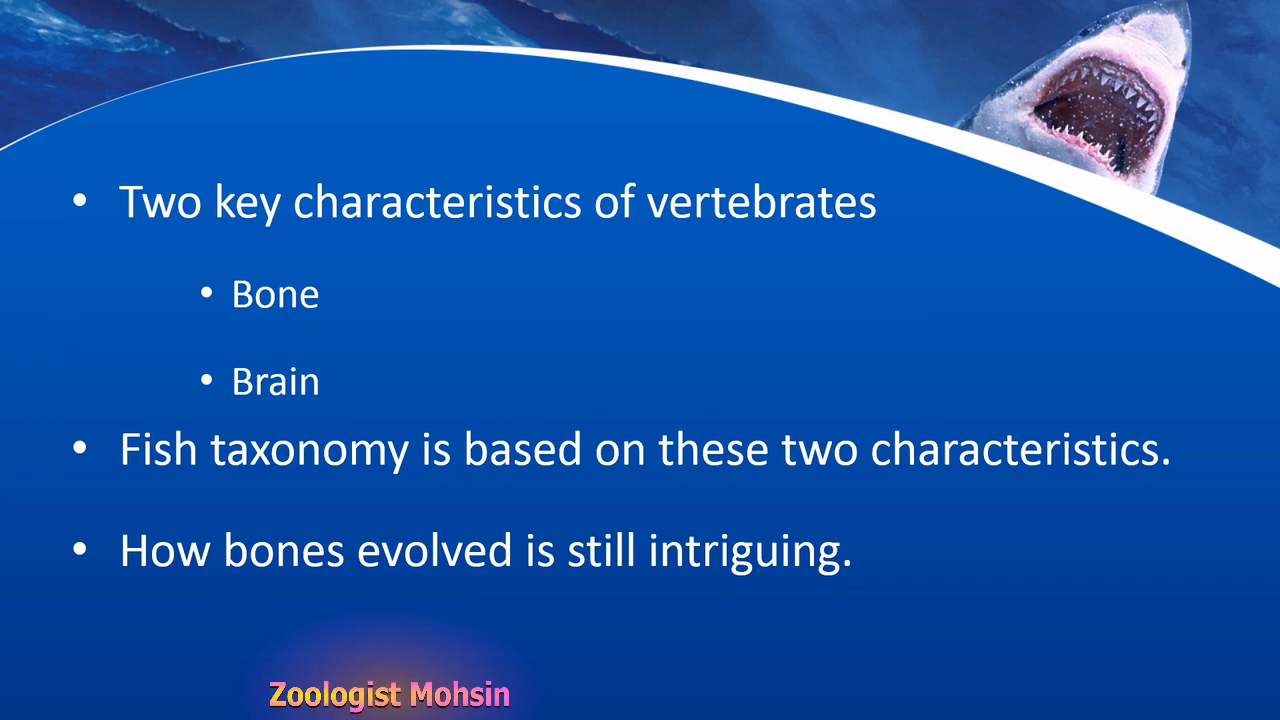 • Two key characteristics of vertebrates
• Bone
• Brain
• Fish taxonomy is based on these two characteristics.
• How bones evolved is still intriguing.
Zoologist Mohsin